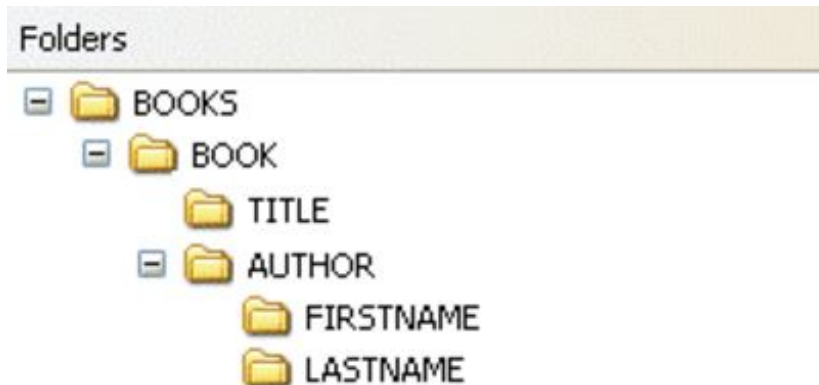 Folders
BOOKS
BOOK
TITLE
AUTHOR
FIRSTNAME
LASTNAME